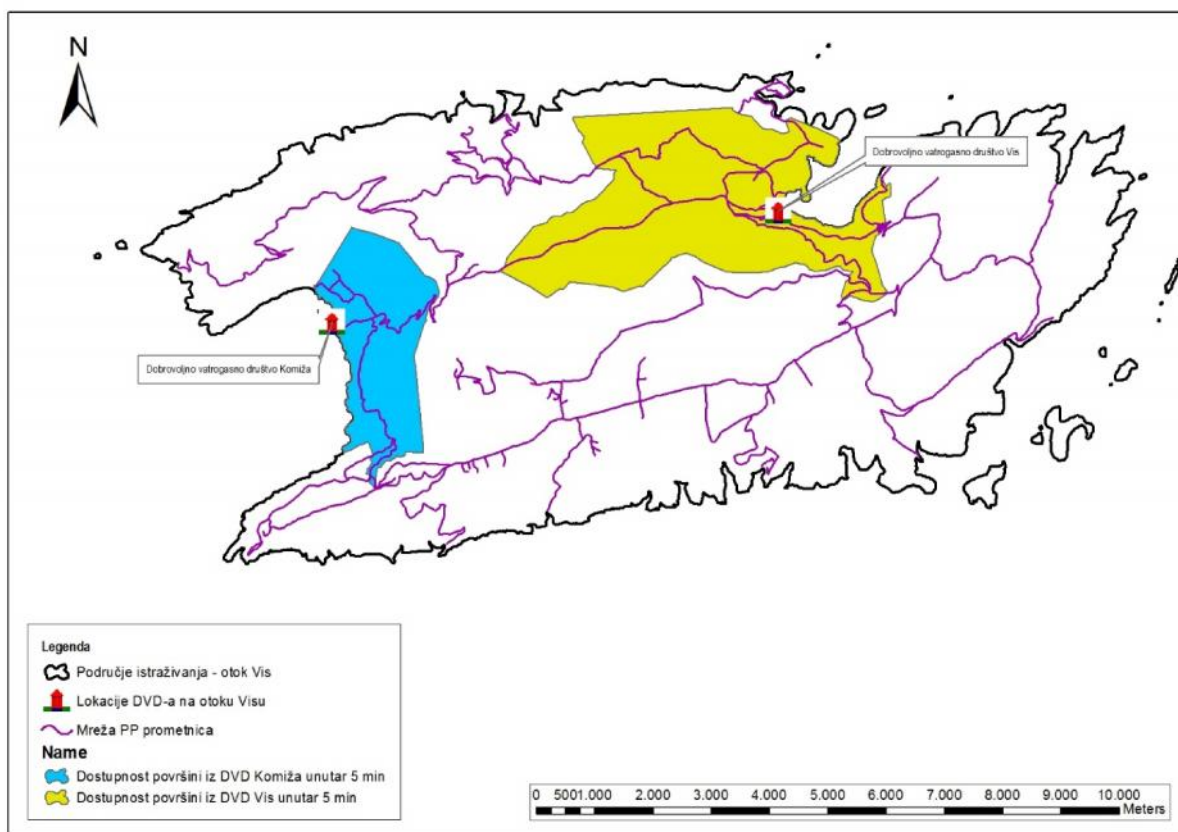 N
Dobrovoljno vatrogasno društvo Vis
Dobrovoljno vatrogasno društvo Komiža
Legenda
Područje istraživanja - otok Vis
Lokacije DVD-a na otoku Visu
Mreža PP prometnica
Name
Dostupnost površini iz DVD Komiža unutar 5 min
Dostupnost površini iz DVD Vis unutar 5 min
0 5001.000 2.000 3.000 4.000 5.000 6.000 7.000 8.000 9.000 10.000
Meters